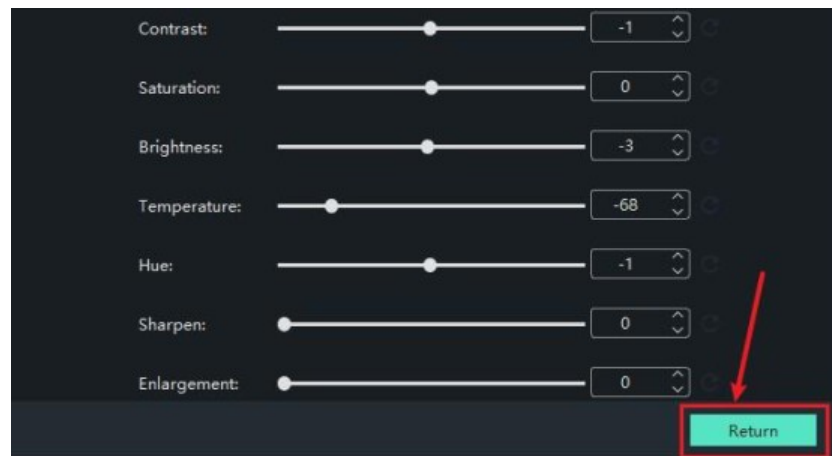 Contrast: -1
Saturation: 0
Brightness: -3
Temperature: -68
Hue: -1
Sharpen: 0
Enlargement: 0
Return